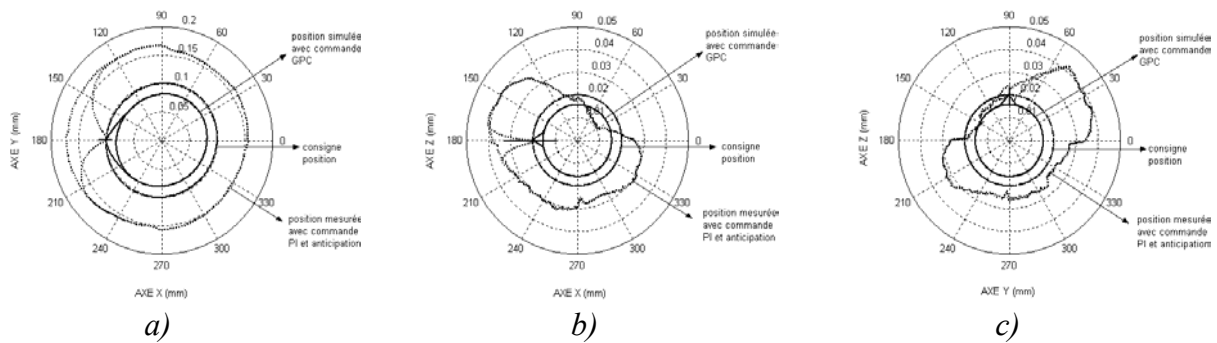 90
120
60
0.2
0.15
0.1
0.05
150
30
180
0
210
330
240
300
270
AXE Y (mm)
AXE X (mm)
position simulée
avec commande
GPC
consigne
position
position mesurée
avec commande
PI et anticipation
a)
90
120
60
0.05
0.04
0.03
0.02
0.01
150
30
180
0
210
330
240
300
270
AXE Z (mm)
AXE X (mm)
position simulée
avec commande
GPC
consigne
position
position mesurée
avec commande
PI et anticipation
b)
90
120
60
0.05
0.04
0.03
0.02
0.01
150
30
180
0
210
330
240
300
270
AXE Z (mm)
AXE Y (mm)
position simulée
avec commande
GPC
consigne
position
position mesurée
avec commande
PI et anticipation
c)